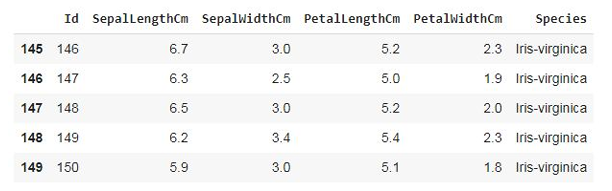 Id SepalLengthCm SepalWidthCm PetalLengthCm PetalWidthCm Species
145 146 6.7 3.0 5.2 2.3 Iris-virginica
146 147 6.3 2.5 5.0 1.9 Iris-virginica
147 148 6.5 3.0 5.2 2.0 Iris-virginica
148 149 6.2 3.4 5.4 2.3 Iris-virginica
149 150 5.9 3.0 5.1 1.8 Iris-virginica